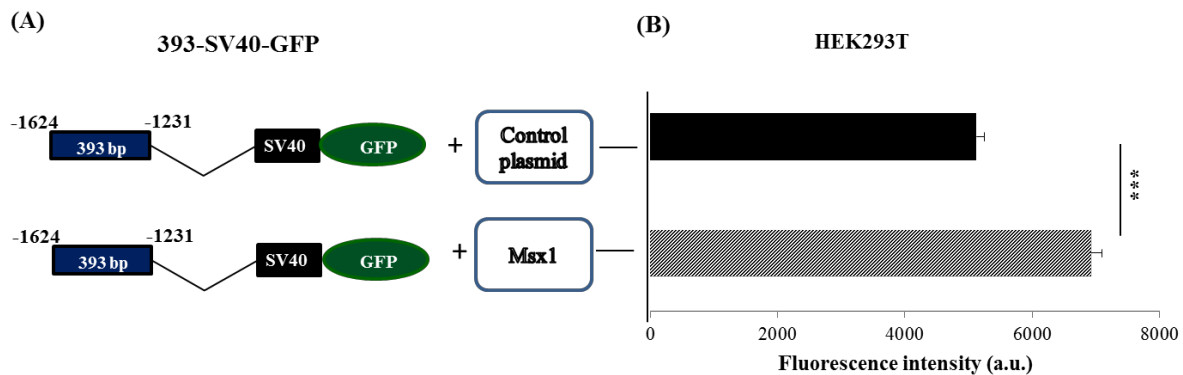 (A)
393-SV40-GFP
-1624
-1231
393 bp
SV40
GFP
+
Control
plasmid
-1624
-1231
393 bp
SV40
GFP
+
Msx1
(B)
HEK293T
***
0 2000 4000 6000 8000
Fluorescence intensity (a.u.)